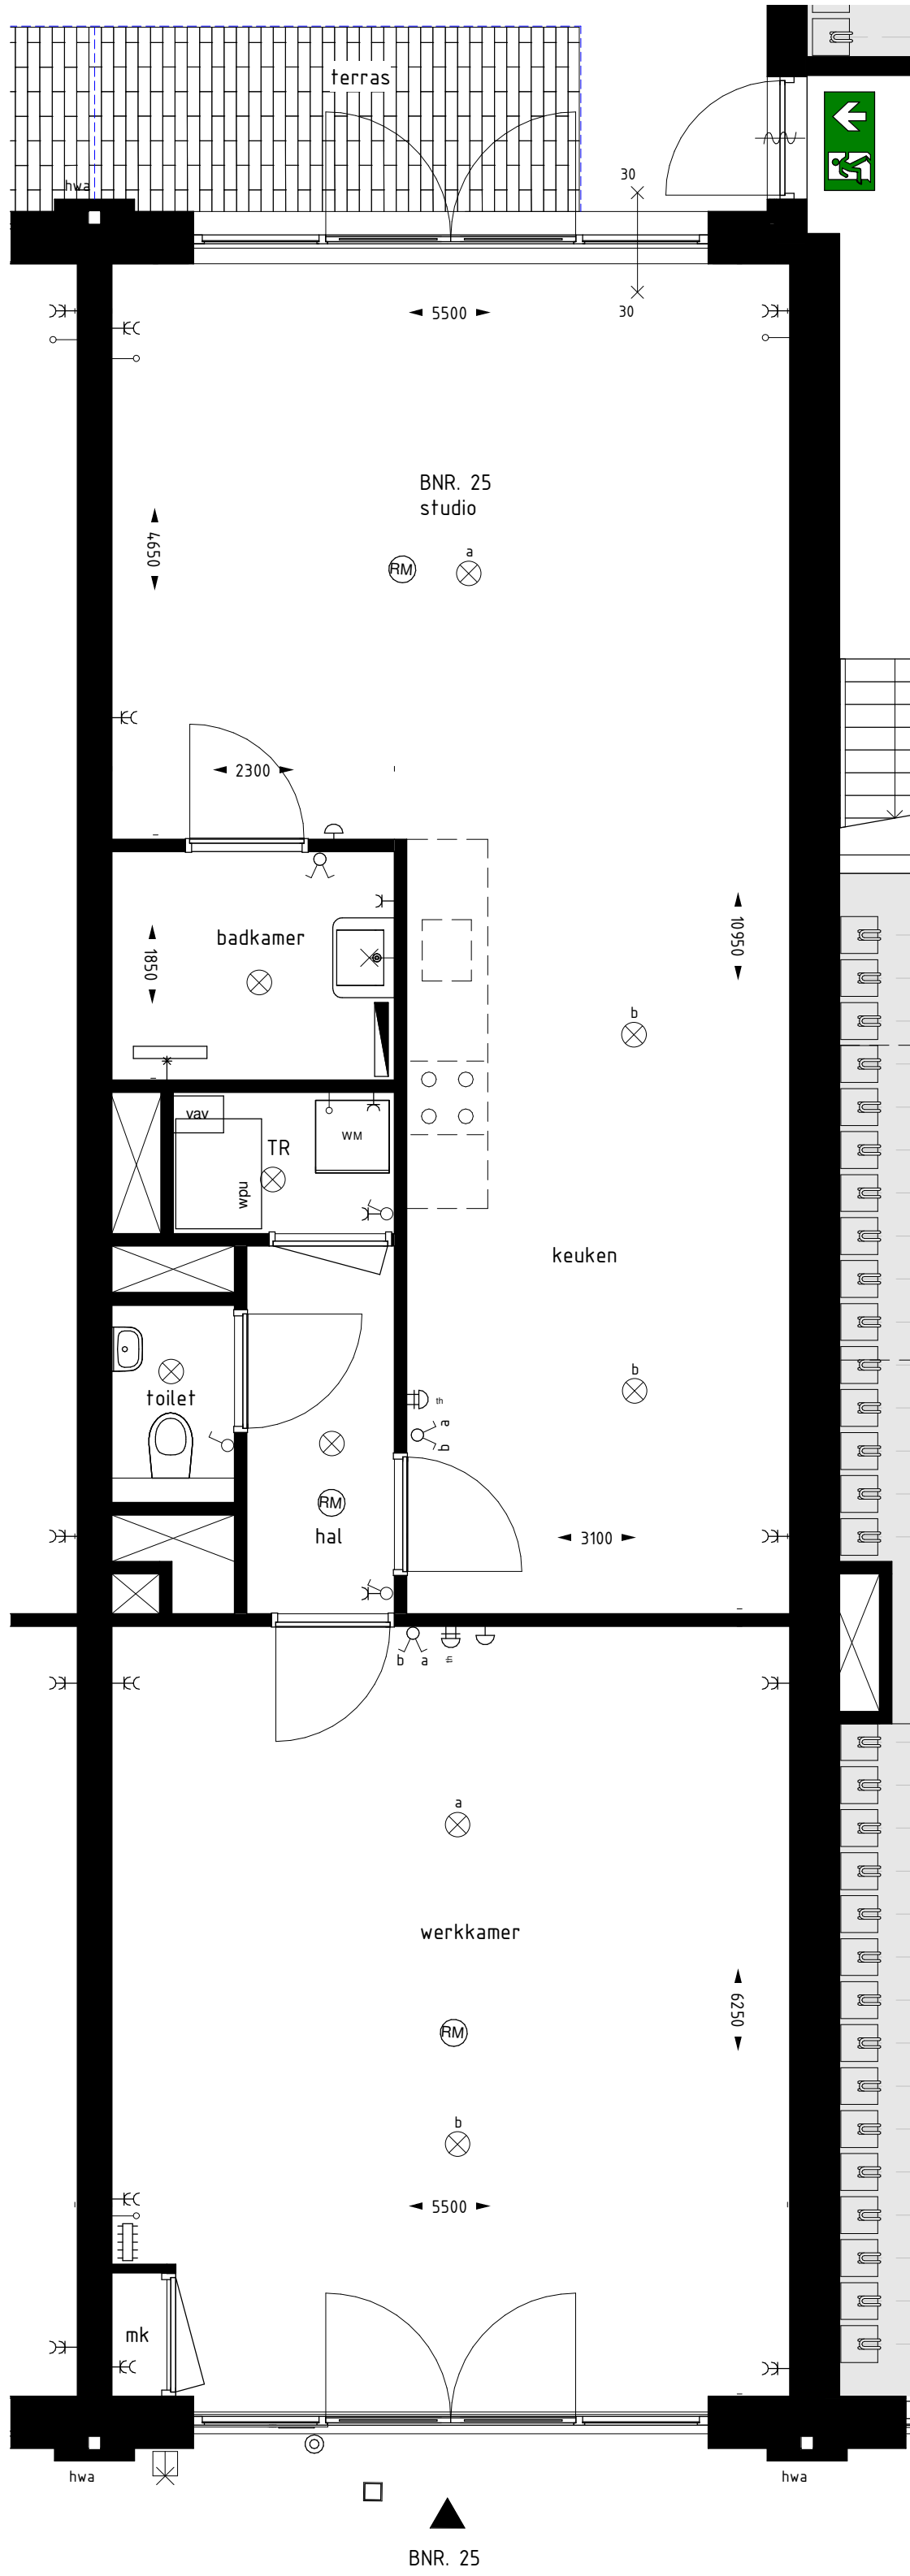 terras
hwa
30
30
5500
BNR. 25
studio
4650
RM
a
2300
badkamer
1850
10950
b
vav
TR
WM
wpu
keuken
b
toilet
th
a
b
RM
hal
3100
b a
th
a
werkkamer
6250
RM
b
5500
mk
hwa
hwa
BNR. 25